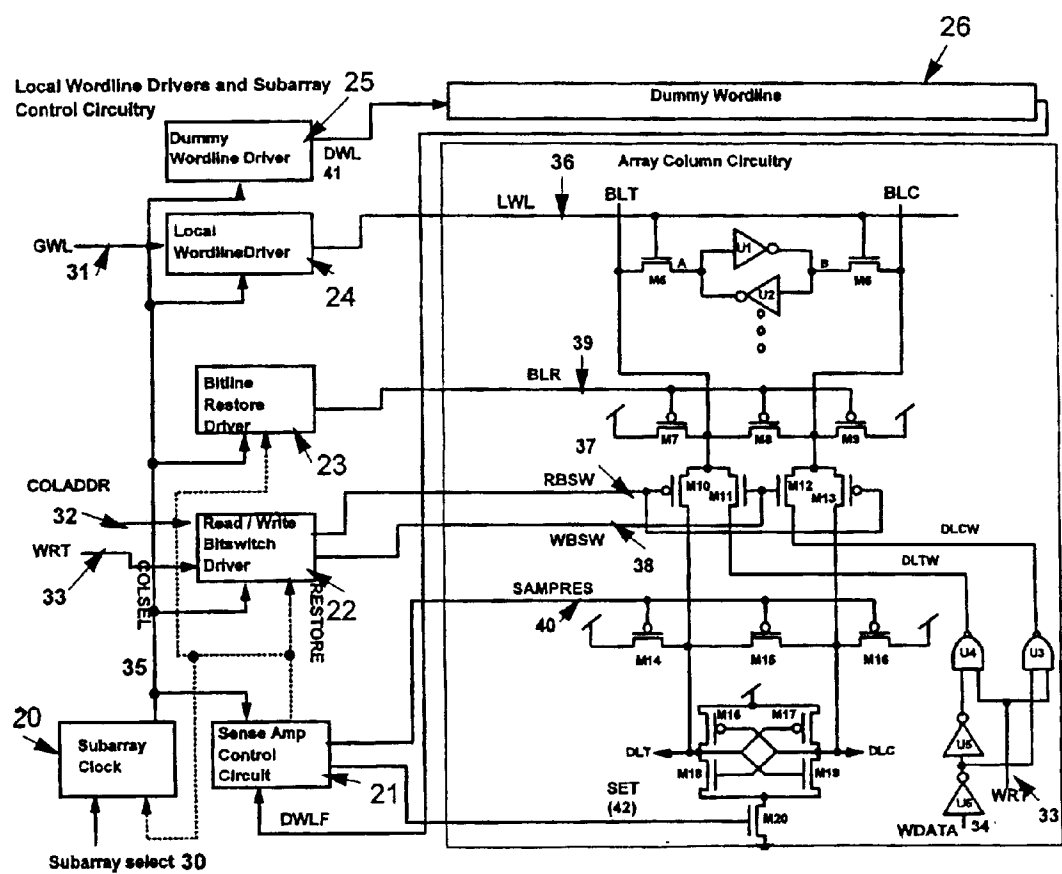 26
Local Wordline Drivers and Subarray
Control Circuitry
25
Dummy Wordline
Dummy
Wordline Driver
DWL
41
Array Column Circuitry
36
LWL
BLT
BLC
GWL
31
Local
WordlineDriver
24
U1
A
B
M6
M6
U2
39
BLR
Bitline
Restore
Driver
23
M7
M8
M9
37
RBSW
M10
M11
M12
M13
COLADDR
32
WRT
33
Read / Write
Bitswitch
Driver
22
WBSW
38
DLCW
DLTW
COLSEL
RESTORE
SAMPRES
40
M14
M15
M16
U4
U3
35
20
Subarray
Clock
Sense Amp
Control
Circuit
21
M16
M17
DLT
DLC
M18
M19
U5
SET
(42)
M20
WRT
33
U6
34
WDATA
DWLF
Subarray select 30